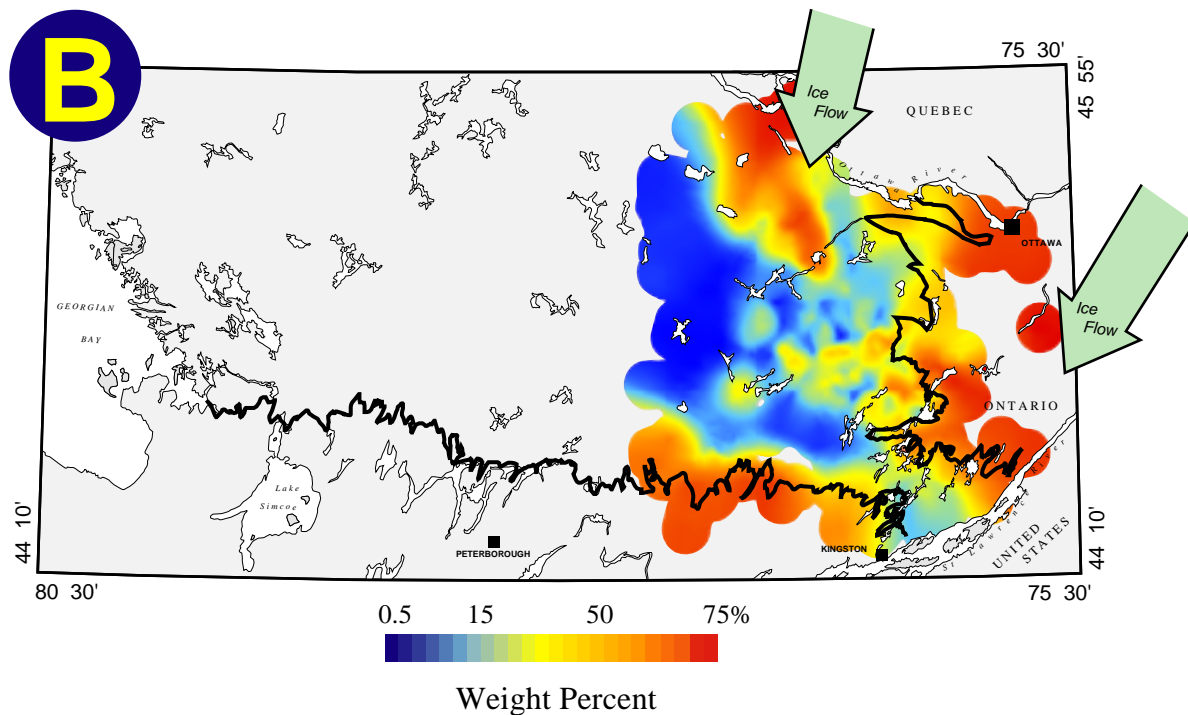 B
75 30'
45 55'
Ice
Flow
QUEBEC
Ottawa River
OTTAWA
GEORGIAN
BAY
Ice
Flow
ONTARIO
Lake
Simcoe
44 10'
PETERBOROUGH
KINGSTON
St Lawrence River
UNITED
STATES
44 10'
80 30'
75 30'
0.5 15 50 75%
Weight Percent